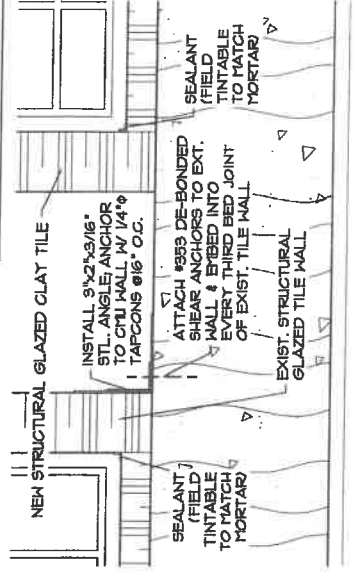 NEW STRUCTURAL GLAZED CLAY TILE
INSTALL 3"x2"x3/16"
STL. ANGLE; ANCHOR
TO CMU WALL W/ 1/4"φ
TAPCONS @16" O.C.
SEALANT
(FIELD
TINTABLE
TO MATCH
MORTAR)
ATTACH #353 DE-BONDED
SHEAR ANCHORS TO EXT.
WALL & EMBED INTO
EVERY THIRD BED JOINT
OF EXIST. TILE WALL
EXIST. STRUCTURAL
GLAZED TILE WALL
SEALANT
(FIELD
TINTABLE
TO MATCH
MORTAR)